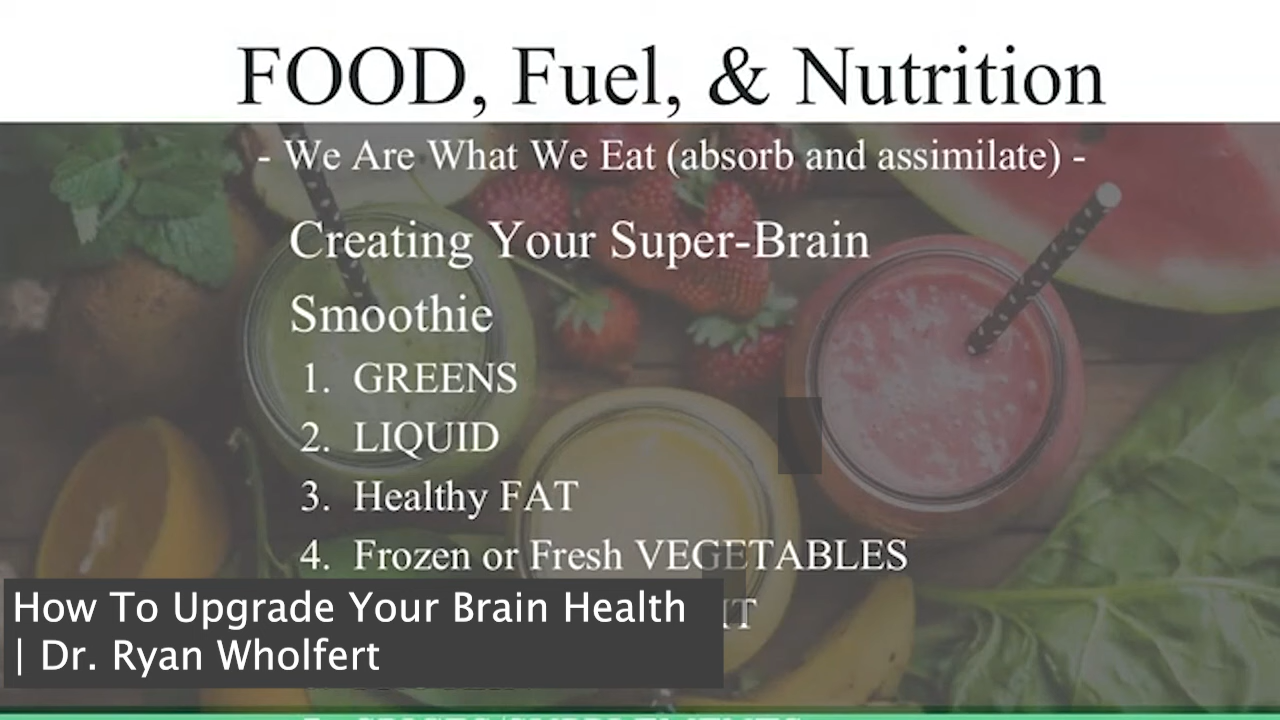 FOOD, Fuel, & Nutrition
- We Are What We Eat (absorb and assimilate) -
Creating Your Super-Brain
Smoothie
1. GREENS
2. LIQUID
3. Healthy FAT
4. Frozen or Fresh VEGETABLES
How To Upgrade Your Brain Health
| Dr. Ryan Wholfert